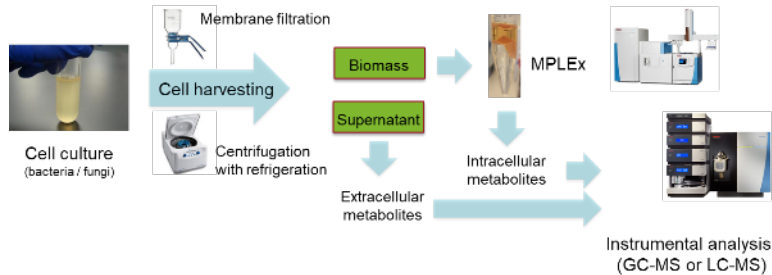 Membrane filtration
Cell harvesting
Centrifugation
with refrigeration
Cell culture
(bacteria / fungi)
Biomass
MPLEx
Supernatant
Intracellular
metabolites
Extracellular
metabolites
Instrumental analysis
(GC-MS or LC-MS)